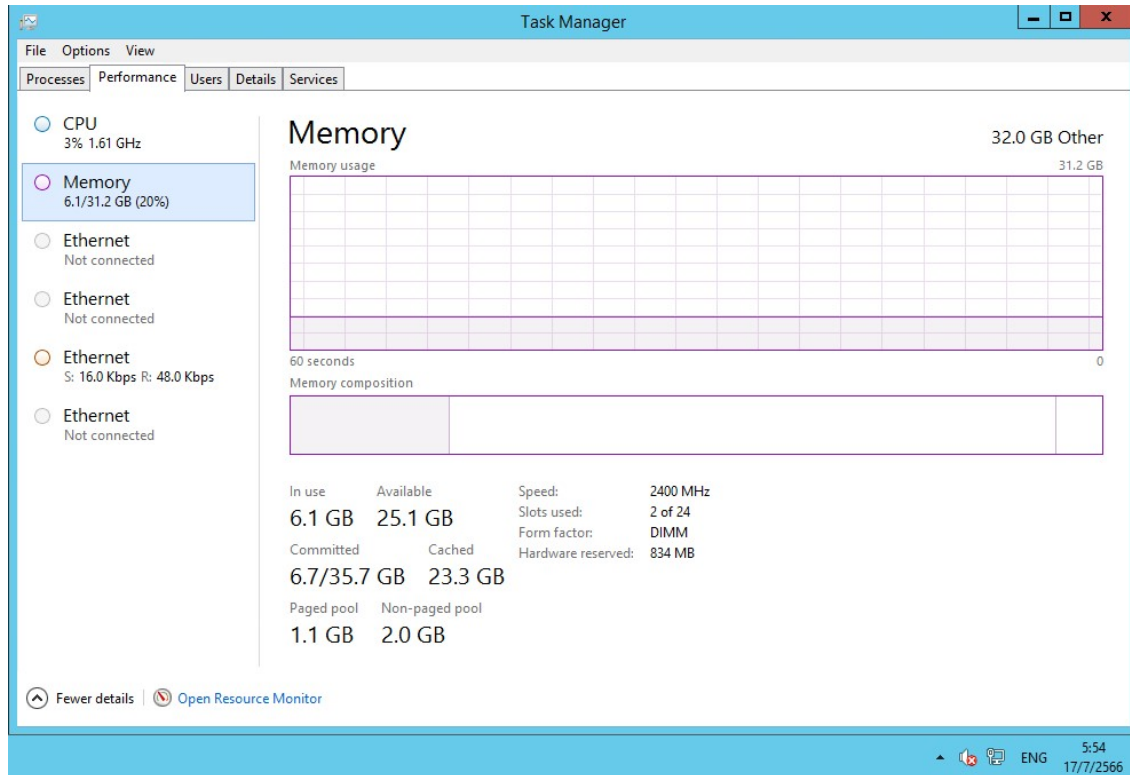 Task Manager
File Options View
Processes Performance Users Details Services
CPU
3% 1.61 GHz
Memory
6.1/31.2 GB (20%)
Ethernet
Not connected
Ethernet
Not connected
Ethernet
S: 16.0 Kbps R: 48.0 Kbps
Ethernet
Not connected
Memory 32.0 GB Other
Memory usage 31.2 GB
60 seconds 0
Memory composition
In use Available
6.1 GB 25.1 GB
Committed Cached
6.7/35.7 GB 23.3 GB
Paged pool Non-paged pool
1.1 GB 2.0 GB
Speed: 2400 MHz
Slots used: 2 of 24
Form factor: DIMM
Hardware reserved: 834 MB
Fewer details Open Resource Monitor
ENG
5:54
17/7/2566